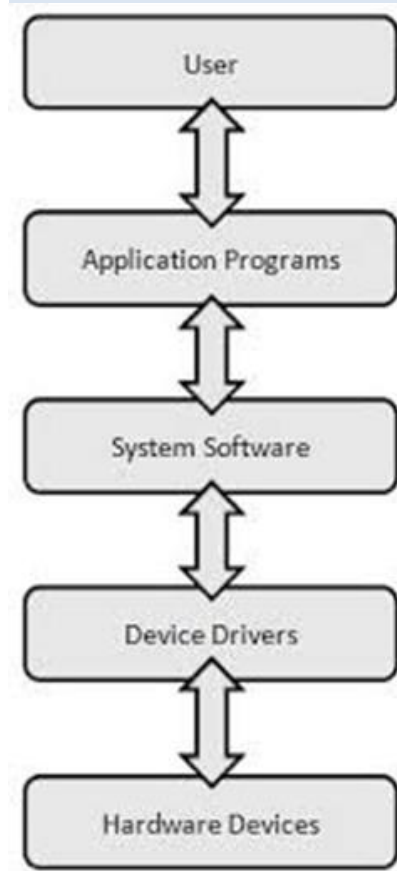 User
Application Programs
System Software
Device Drivers
Hardware Devices